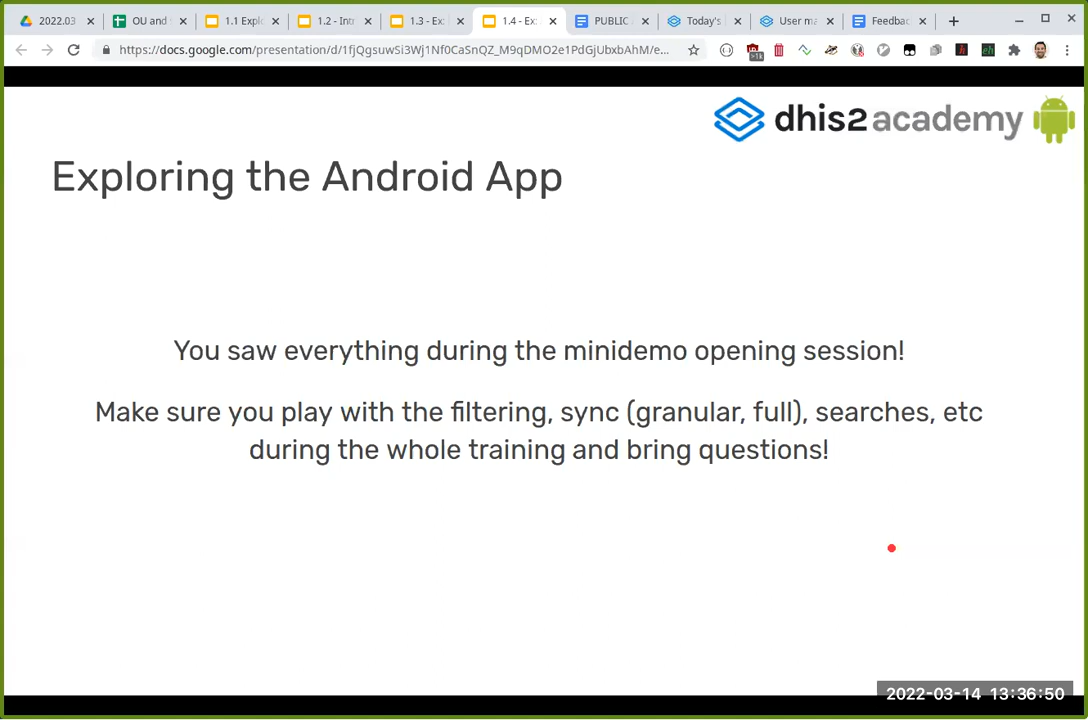 2022.03
OU and
1.1 Explo
1.2 - Intr
1.3 - Ex:
1.4 - Ex:
PUBLIC
Today's
User ma
Feedbac
https://docs.google.com/presentation/d/1fjQgsuwSi3Wj1Nf0CaSnQZ_M9qDMO2e1PdGjUbxbAhM/e...
dhis2academy
Exploring the Android App
You saw everything during the minidemo opening session!
Make sure you play with the filtering, sync (granular, full), searches, etc
during the whole training and bring questions!
2022-03-14 13:36:50